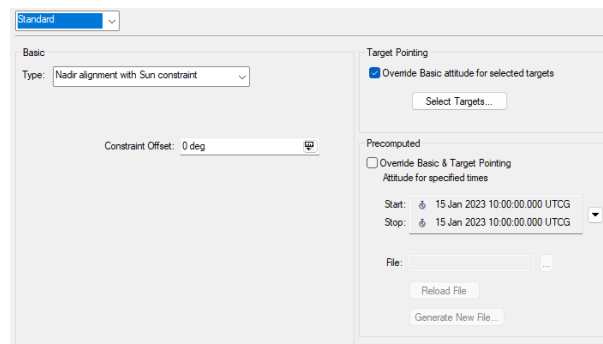 Standard
Basic
Type: Nadir alignment with Sun constraint
Constraint Offset: 0 deg
Target Pointing
Override Basic attitude for selected targets
Select Targets...
Precomputed
Override Basic & Target Pointing
Attitude for specified times
Start: 15 Jan 2023 10:00:00.000 UTCG
Stop: 15 Jan 2023 10:00:00.000 UTCG
File: ...
Reload File
Generate New File...